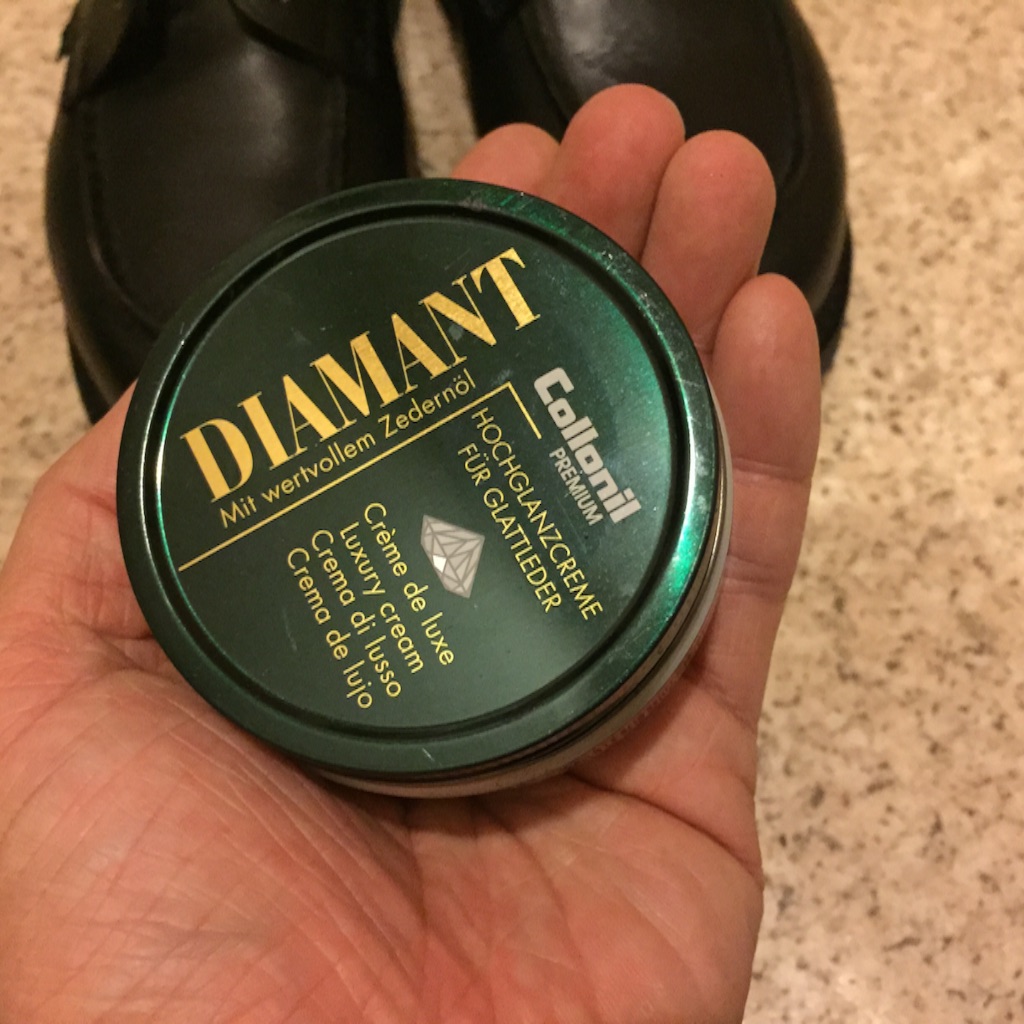 DIAMANT
Mit wertvollem Zedernöl
Collonil
PREMIUM
HOCHGLANZCREME
FÜR GLATTLEDER
Crème de luxe
Luxury cream
Crema di lusso
Crema de lujo